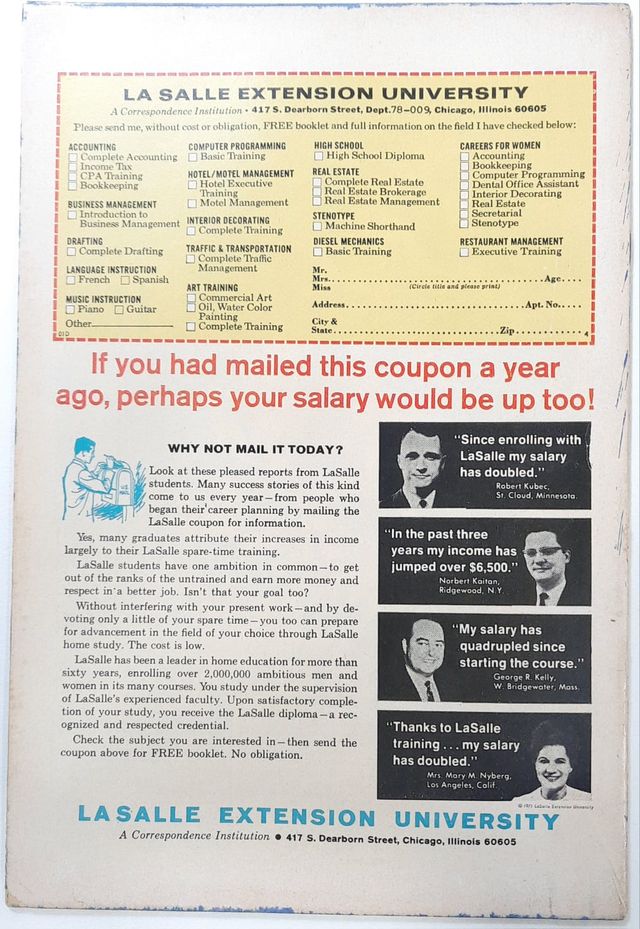 LA SALLE EXTENSION UNIVERSITY
A Correspondence Institution • 417 S. Dearborn Street, Dept.78-009, Chicago, Illinois 60605
Please send me, without cost or obligation, FREE booklet and full information on the field I have checked below:
ACCOUNTING
Complete Accounting
Income Tax
CPA Training
Bookkeeping
BUSINESS MANAGEMENT
Introduction to
Business Management
DRAFTING
Complete Drafting
LANGUAGE INSTRUCTION
French Spanish
MUSIC INSTRUCTION
Piano Guitar
Other
01D
COMPUTER PROGRAMMING
Basic Training
HOTEL/MOTEL MANAGEMENT
Hotel Executive
Training
Motel Management
INTERIOR DECORATING
Complete Training
TRAFFIC & TRANSPORTATION
Complete Traffic
Management
ART TRAINING
Commercial Art
Oil, Water Color
Painting
Complete Training
HIGH SCHOOL
High School Diploma
REAL ESTATE
Complete Real Estate
Real Estate Brokerage
Real Estate Management
STENOTYPE
Machine Shorthand
DIESEL MECHANICS
Basic Training
CAREERS FOR WOMEN
Accounting
Bookkeeping
Computer Programming
Dental Office Assistant
Interior Decorating
Real Estate
Secretarial
Stenotype
RESTAURANT MANAGEMENT
Executive Training
Mr.
Mrs. Age
Miss (Circle title and please print)
Address Apt. No.
City &
State Zip 4
If you had mailed this coupon a year
ago, perhaps your salary would be up too!
WHY NOT MAIL IT TODAY?
Look at these pleased reports from LaSalle
students. Many success stories of this kind
come to us every year—from people who
began their career planning by mailing the
LaSalle coupon for information.
Yes, many graduates attribute their increases in income
largely to their LaSalle spare-time training.
LaSalle students have one ambition in common—to get
out of the ranks of the untrained and earn more money and
respect in a better job. Isn't that your goal too?
Without interfering with your present work—and by de-
voting only a little of your spare time—you too can prepare
for advancement in the field of your choice through LaSalle
home study. The cost is low.
LaSalle has been a leader in home education for more than
sixty years, enrolling over 2,000,000 ambitious men and
women in its many courses. You study under the supervision
of LaSalle's experienced faculty. Upon satisfactory comple-
tion of your study, you receive the LaSalle diploma—a rec-
ognized and respected credential.
Check the subject you are interested in—then send the
coupon above for FREE booklet. No obligation.
"Since enrolling with
LaSalle my salary
has doubled."
Robert Kubec,
St. Cloud, Minnesota.
"In the past three
years my income has
jumped over $6,500."
Norbert Kaitan,
Ridgewood, N.Y.
"My salary has
quadrupled since
starting the course."
George R. Kelly,
W. Bridgewater, Mass.
"Thanks to LaSalle
training . . . my salary
has doubled."
Mrs. Mary M. Nyberg,
Los Angeles, Calif.
© 1971 LaSalle Extension University
LA SALLE EXTENSION UNIVERSITY
A Correspondence Institution • 417 S. Dearborn Street, Chicago, Illinois 60605